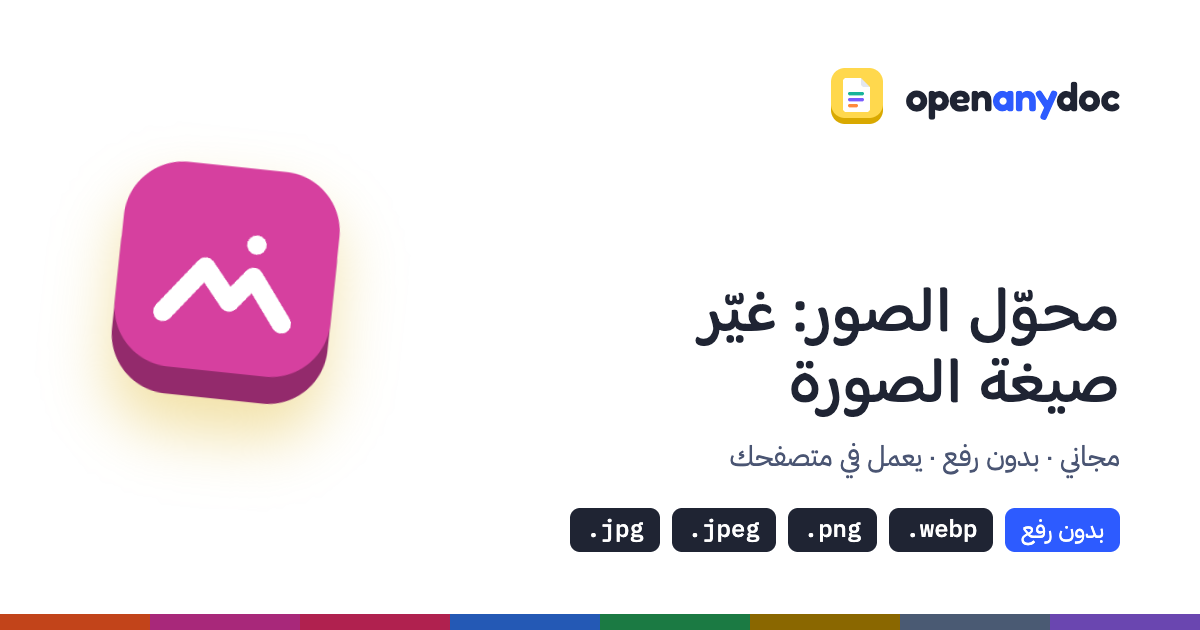 openanydoc
محوّل الصور: غيّر
صيغة الصورة
مجاني · بدون رفع · يعمل في متصفحك
بدون رفع .webp .png .jpeg .jpg